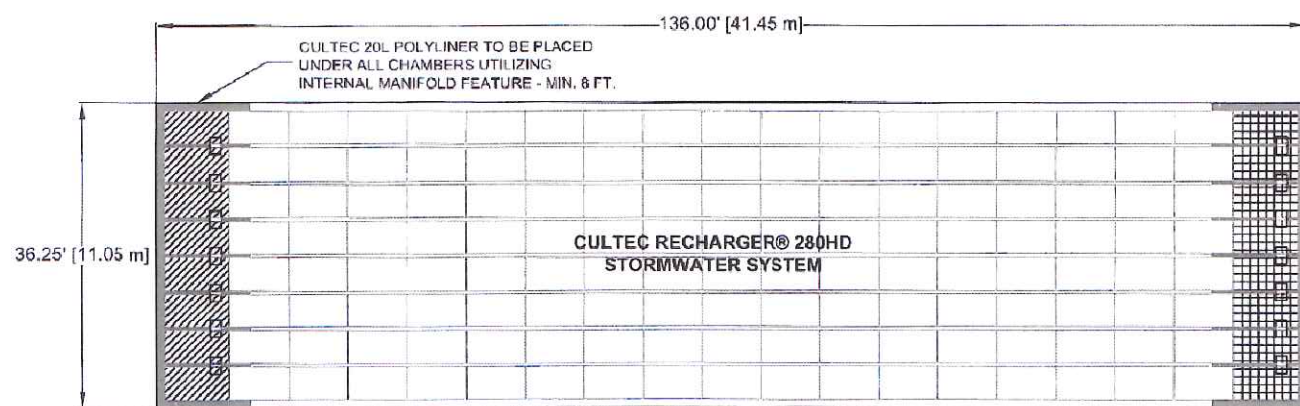 136.00' [41.45 m]
CULTEC 20L POLYLINER TO BE PLACED
UNDER ALL CHAMBERS UTILIZING
INTERNAL MANIFOLD FEATURE - MIN. 6 FT.
36.25' [11.05 m]
CULTEC RECHARGER® 280HD
STORMWATER SYSTEM